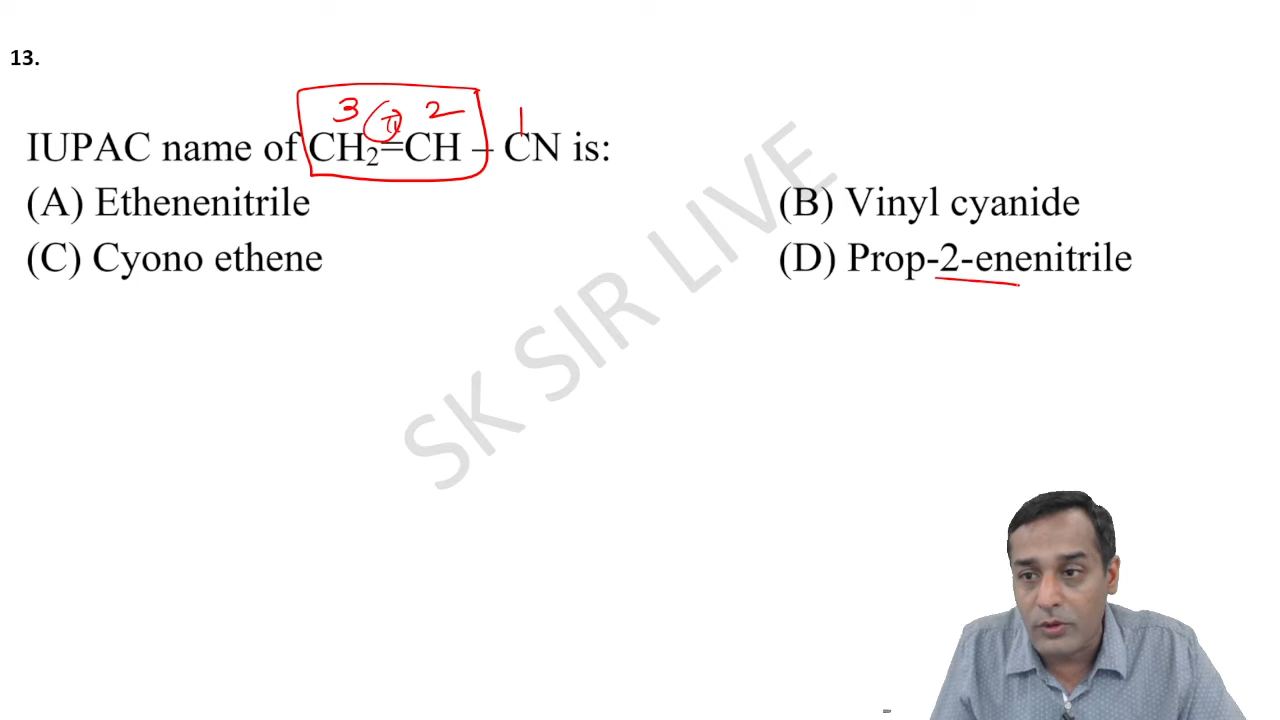 13.
3 π 2 1
IUPAC name of CH₂=CH – CN is:
(A) Ethenenitrile (B) Vinyl cyanide
(C) Cyono ethene (D) Prop-2-enenitrile
SK SIR LIVE